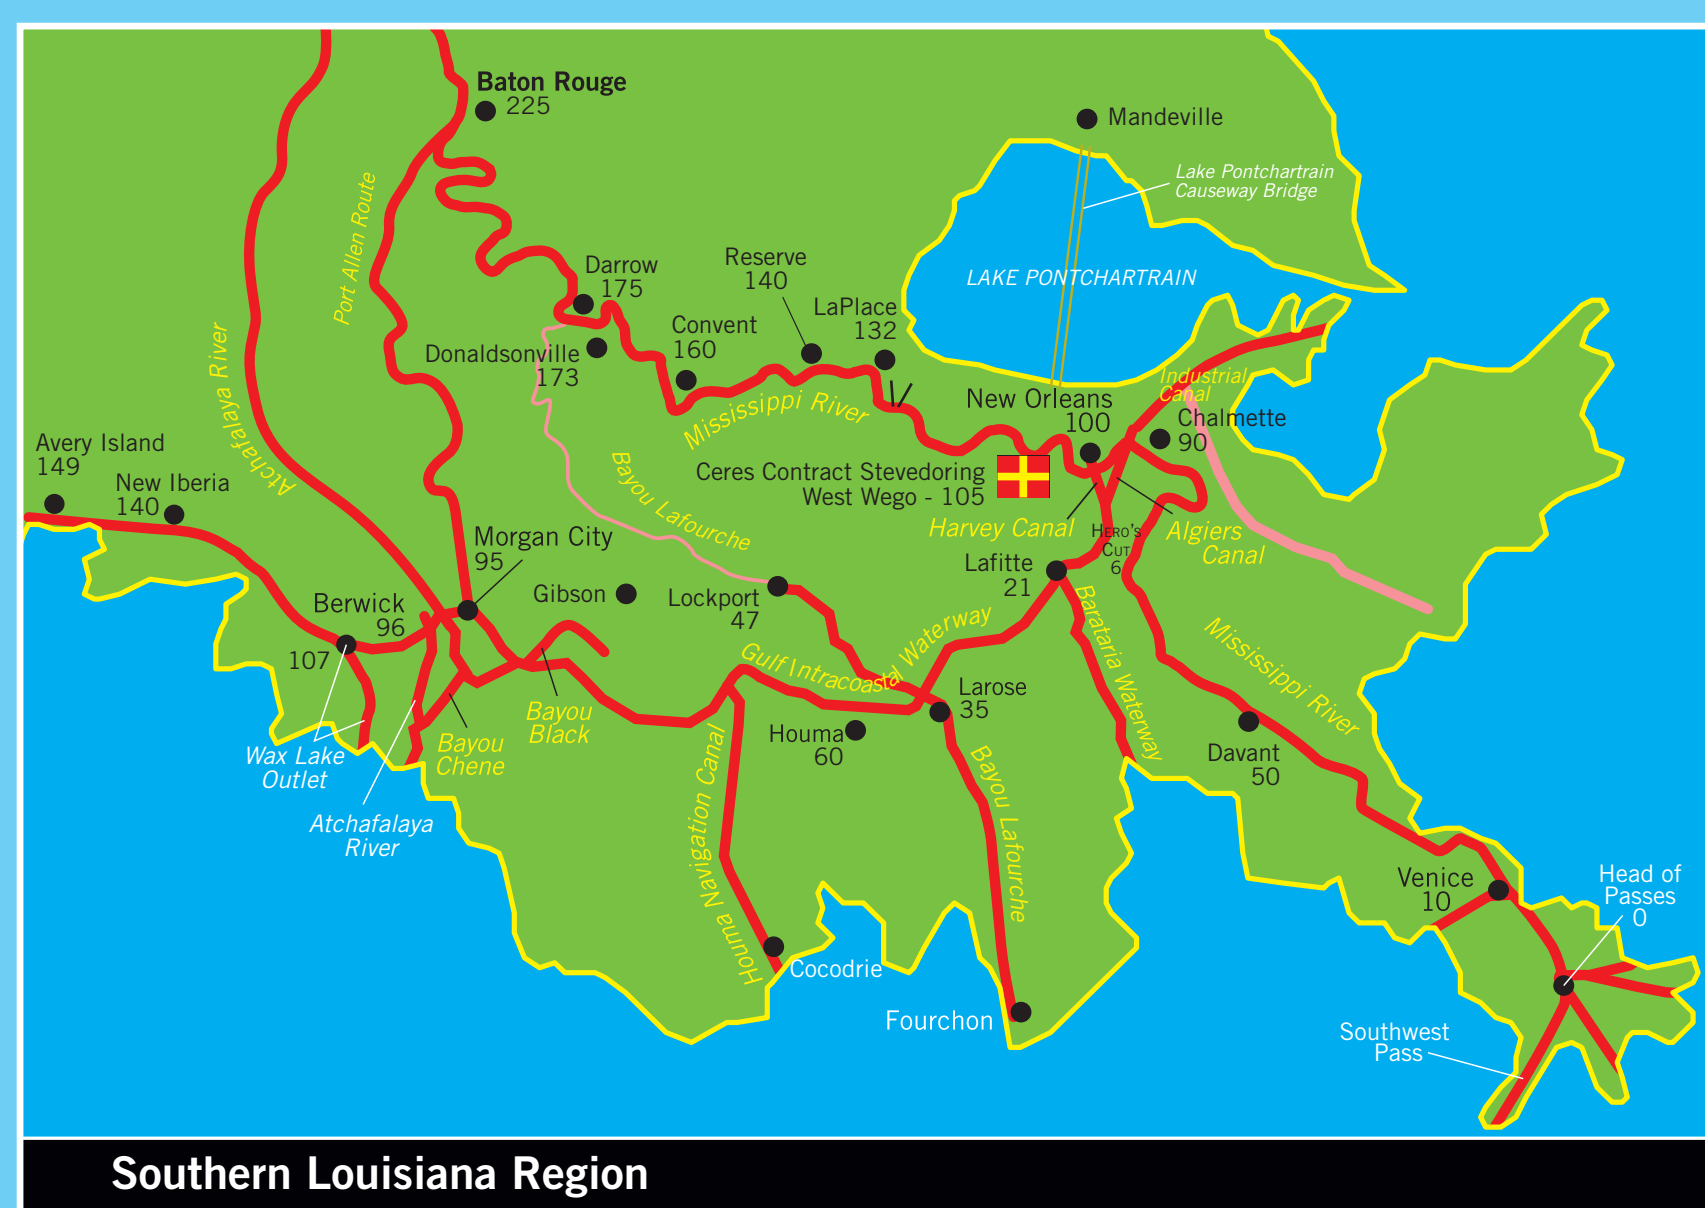 Baton Rouge
225
Mandeville
Lake Pontchartrain
Causeway Bridge
Port Allen Route
LAKE PONTCHARTRAIN
Darrow
175
Reserve
140
LaPlace
132
Convent
160
Donaldsonville
173
Atchafalaya River
Mississippi River
Industrial
Canal
New Orleans
100
Chalmette
90
Avery Island
149
New Iberia
140
Ceres Contract Stevedoring
West Wego - 105
Bayou Lafourche
Harvey Canal
HERO'S
CUT
6
Algiers
Canal
Morgan City
95
Lafitte
21
Gibson
Lockport
47
Berwick
96
107
Gulf Intracoastal Waterway
Barataria Waterway
Mississippi River
Larose
35
Houma
60
Bayou
Black
Bayou
Chene
Wax Lake
Outlet
Davant
50
Atchafalaya
River
Houma Navigation Canal
Bayou Lafourche
Venice
10
Head of
Passes
0
Cocodrie
Fourchon
Southwest
Pass
Southern Louisiana Region